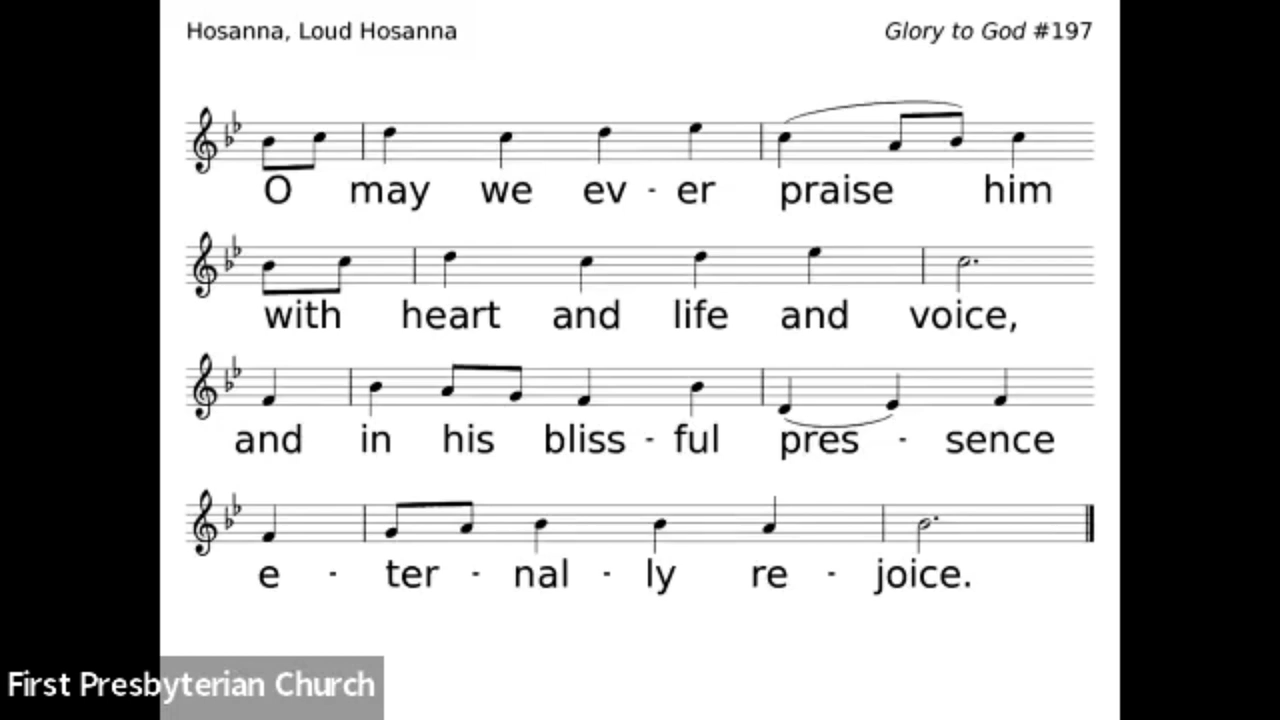 Hosanna, Loud Hosanna
Glory to God #197
O may we ev - er praise him
with heart and life and voice,
and in his bliss - ful pres - sence
e - ter - nal - ly re - joice.
First Presbyterian Church